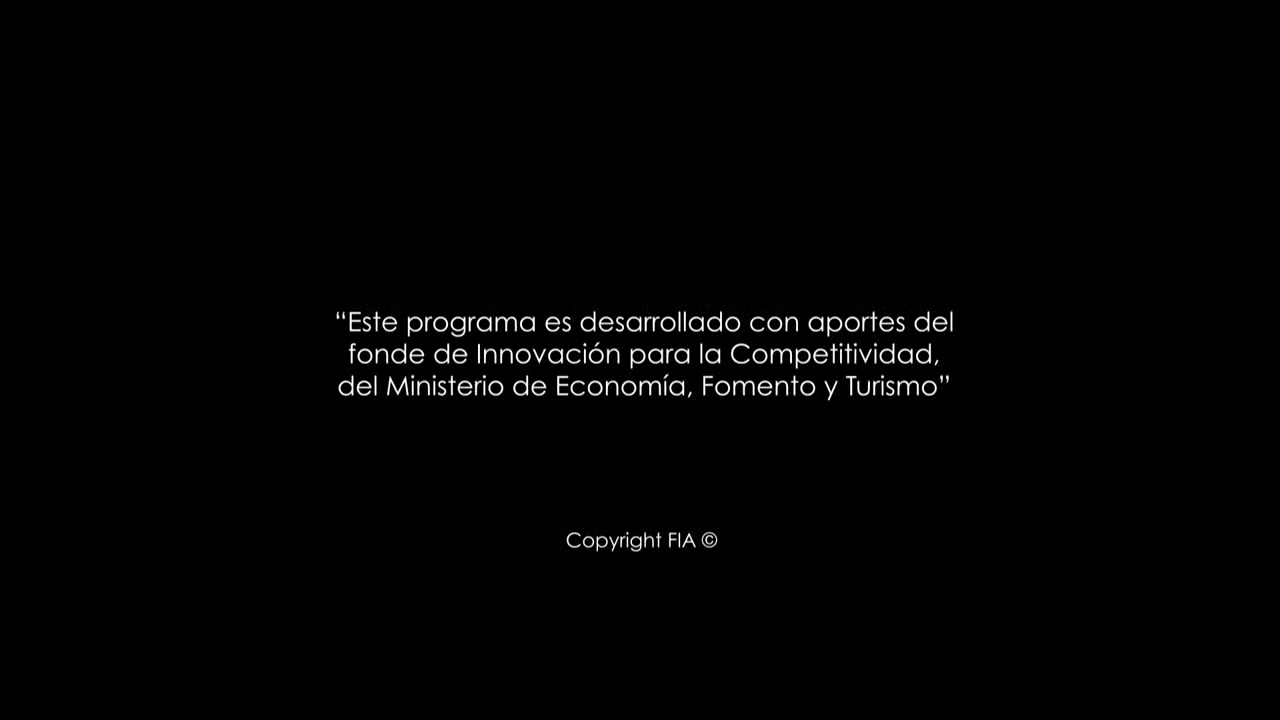 “Este programa es desarrollado con aportes del
fonde de Innovación para la Competitividad,
del Ministerio de Economía, Fomento y Turismo”
Copyright FIA ©